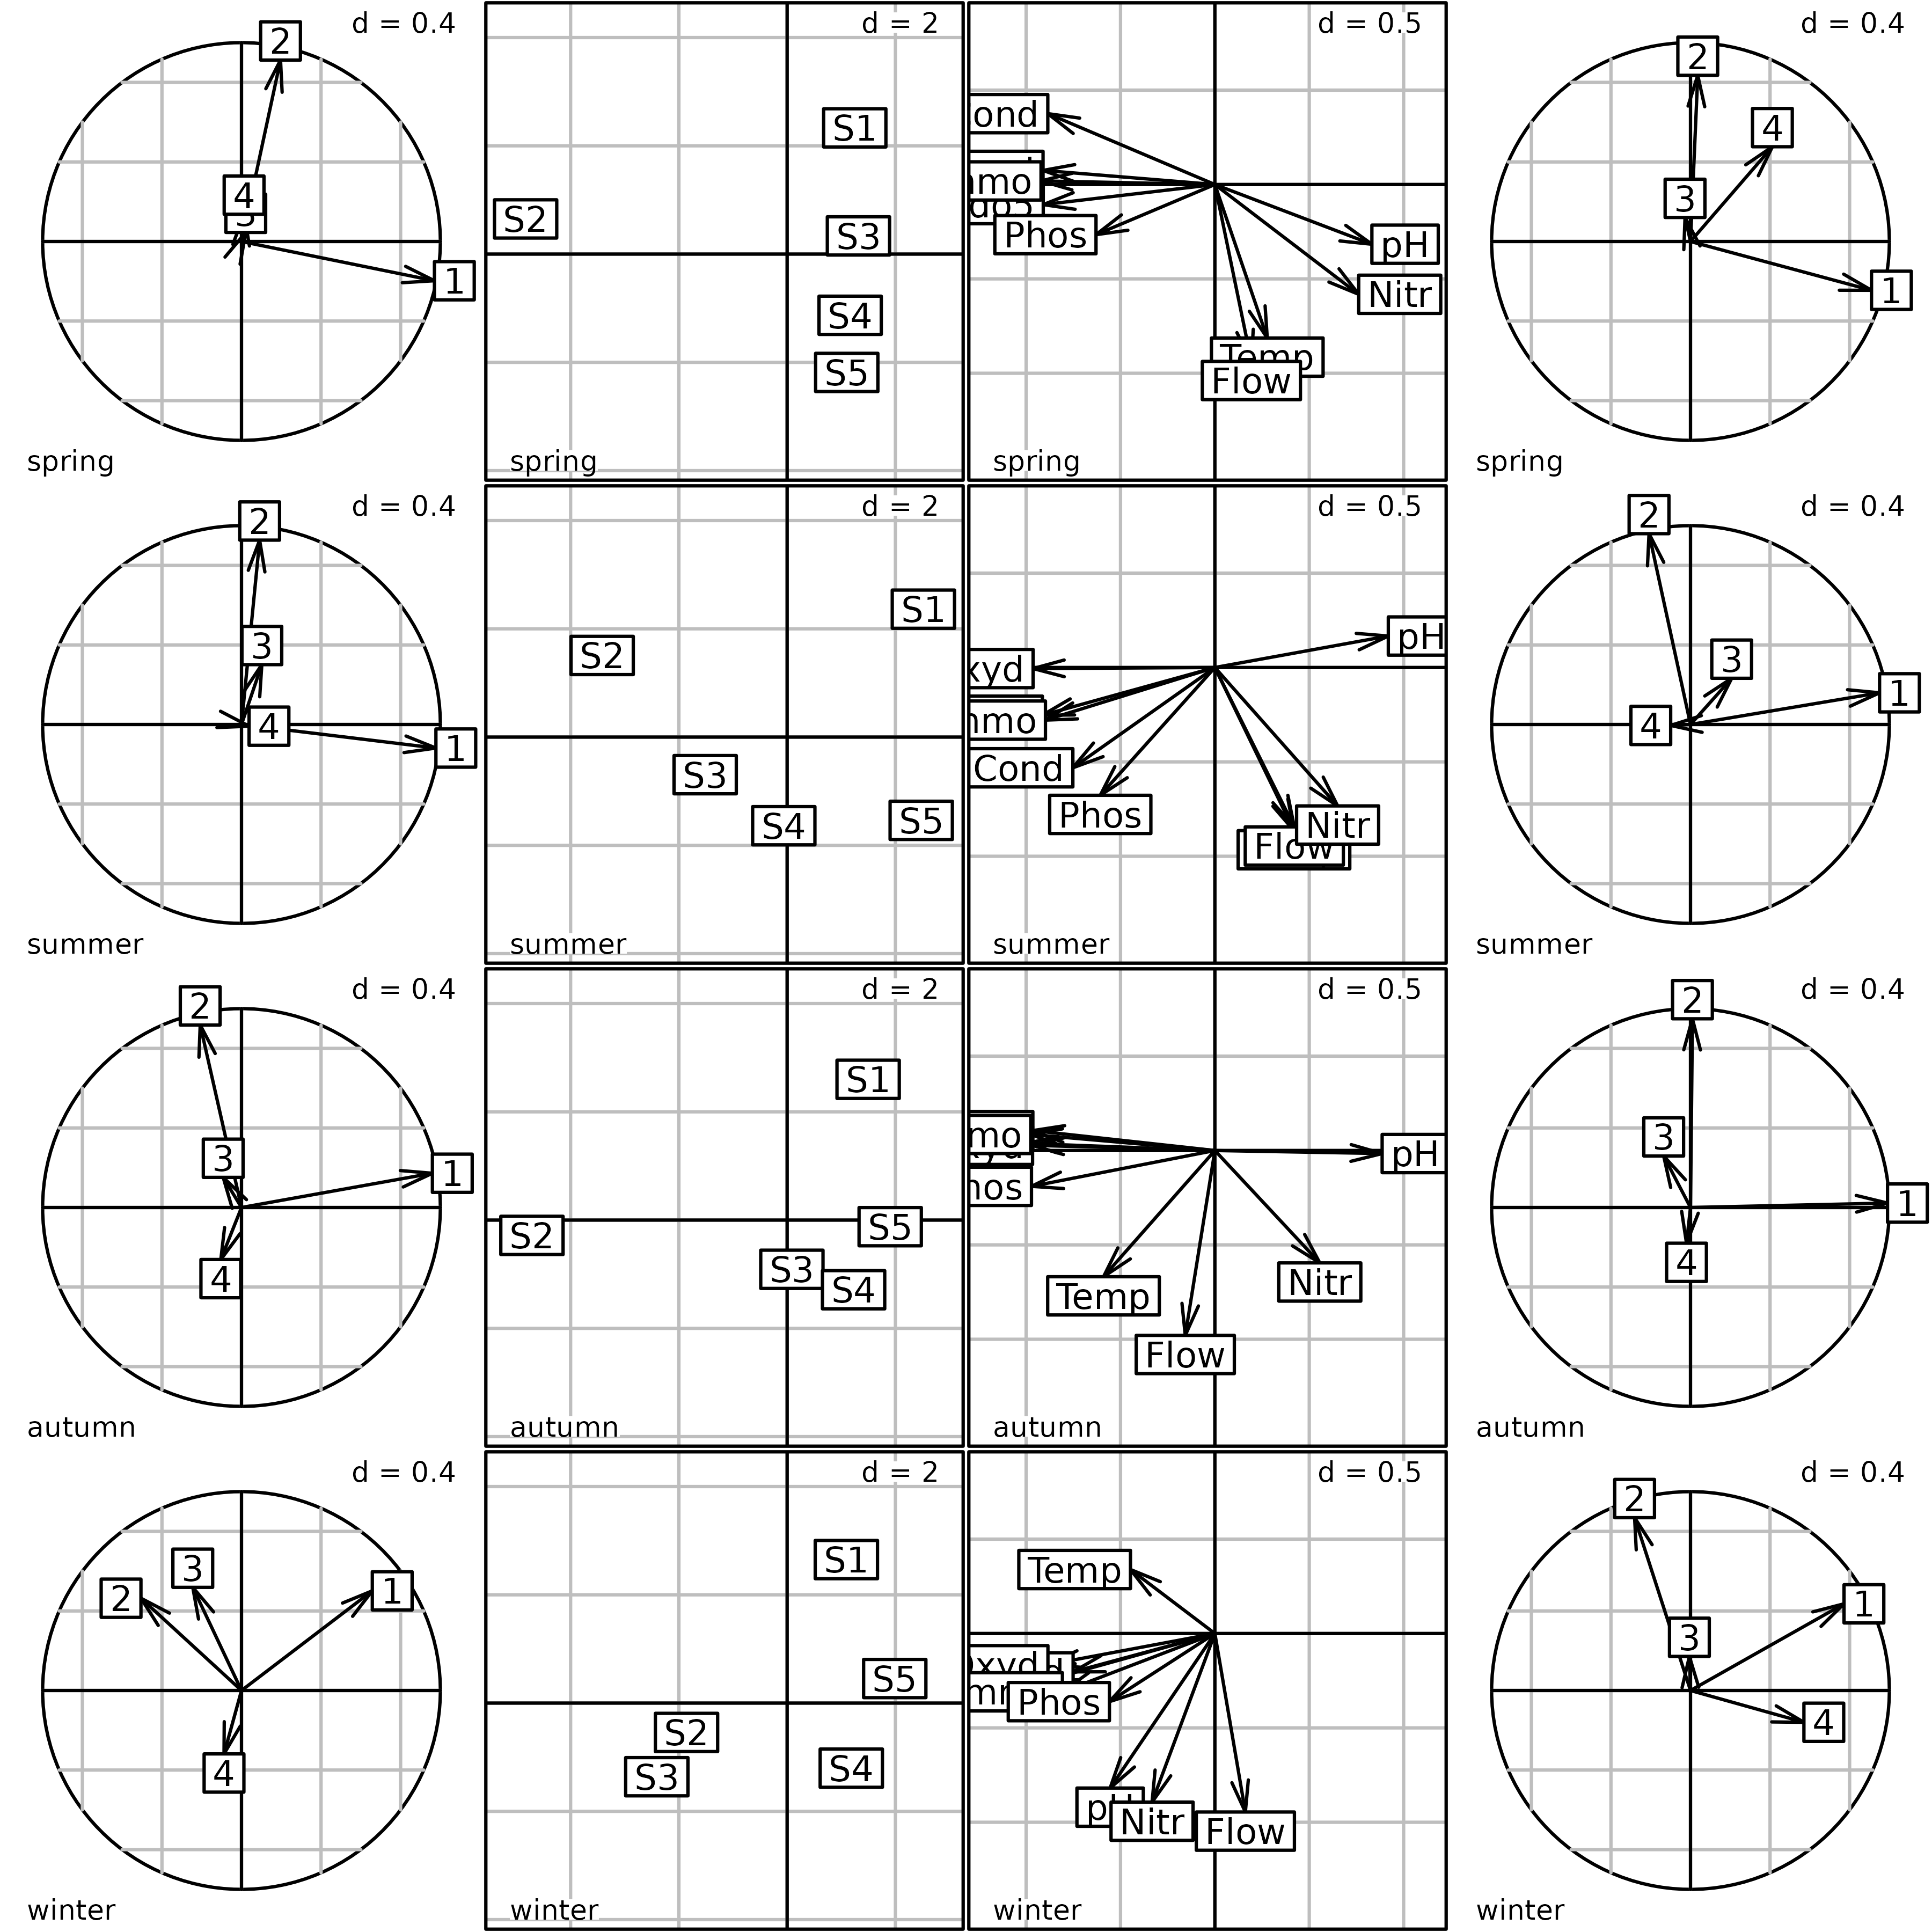 d = 0.4
2
4
3
1
spring
d = 2
S1
S2
S3
S4
S5
spring
d = 0.5
ond
mo
do5
Phos
pH
Nitr
Temp
Flow
spring
d = 0.4
2
4
3
1
spring
d = 0.4
2
3
4
1
summer
d = 2
S1
S2
S3
S4
S5
summer
d = 0.5
pH
xyd
mo
Cond
Phos
Nitr
Flow
summer
d = 0.4
2
3
1
4
summer
d = 0.4
2
3
1
4
autumn
d = 2
S1
S2
S5
S3
S4
autumn
d = 0.5
mo
pH
hos
Temp
Nitr
Flow
autumn
d = 0.4
2
3
1
4
autumn
d = 0.4
3
2
1
4
winter
d = 2
S1
S5
S2
S3
S4
winter
d = 0.5
Temp
xyd
Phos
pH
Nitr
Flow
winter
d = 0.4
2
1
3
4
winter